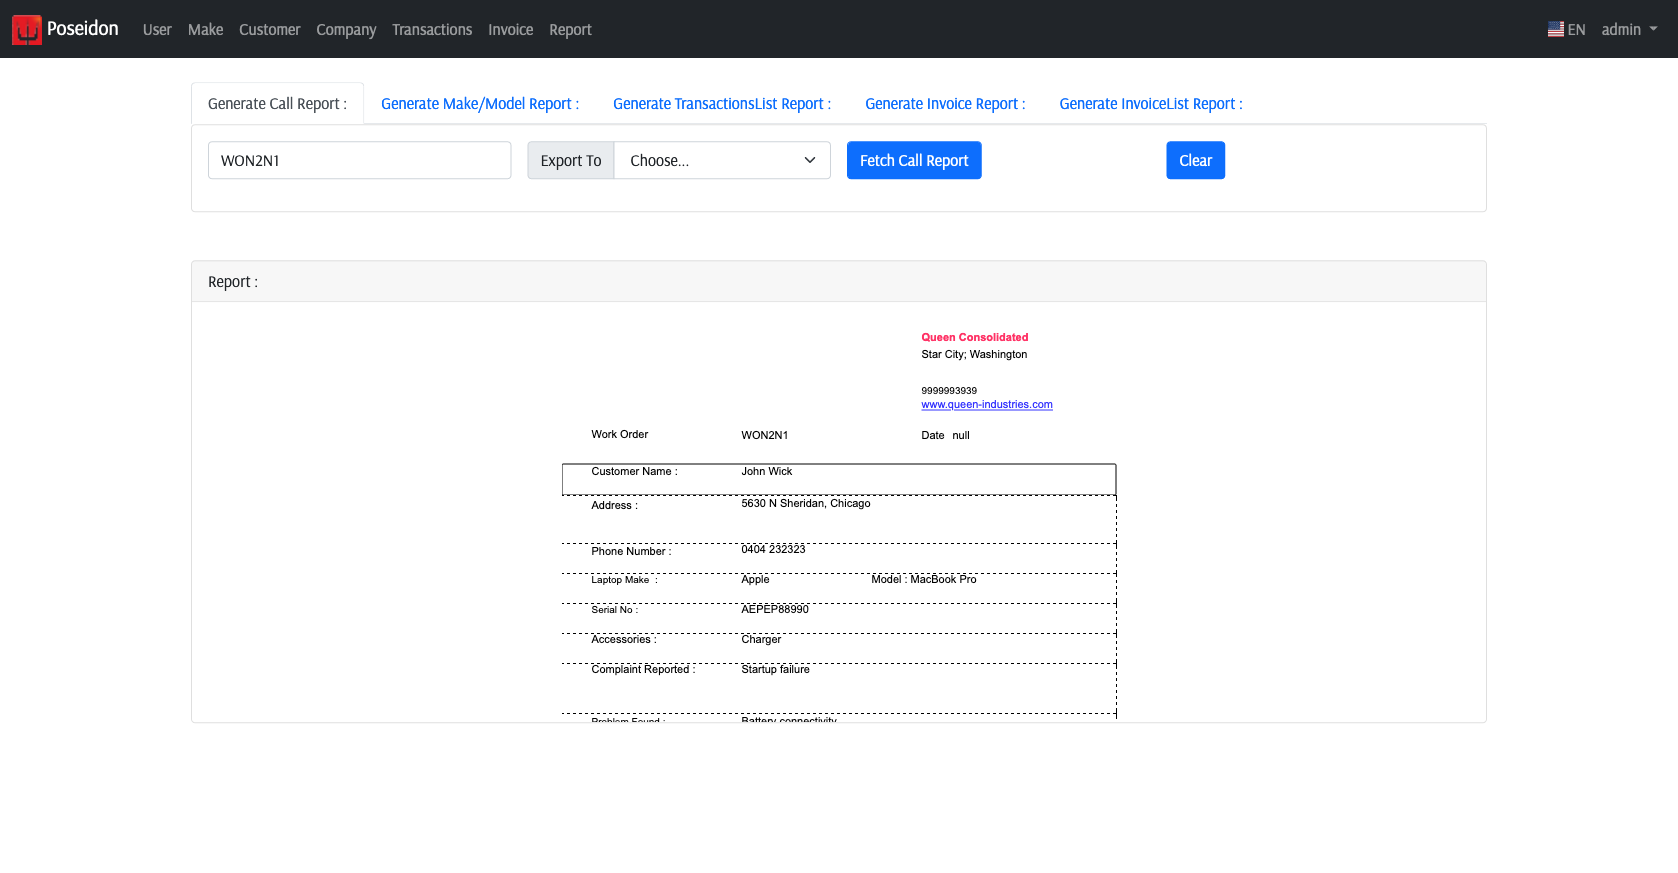 Poseidon User Make Customer Company Transactions Invoice Report EN admin
Generate Call Report : Generate Make/Model Report : Generate TransactionsList Report : Generate Invoice Report : Generate InvoiceList Report :
WON2N1 Export To Choose... Fetch Call Report Clear
Report :
Queen Consolidated
Star City; Washington
9999993939
www.queen-industries.com
Work Order WON2N1 Date null
Customer Name : John Wick
Address : 5630 N Sheridan, Chicago
Phone Number : 0404 232323
Laptop Make : Apple Model : MacBook Pro
Serial No : AEPEP88990
Accessories : Charger
Complaint Reported : Startup failure
Problem Found : Battery connectivity